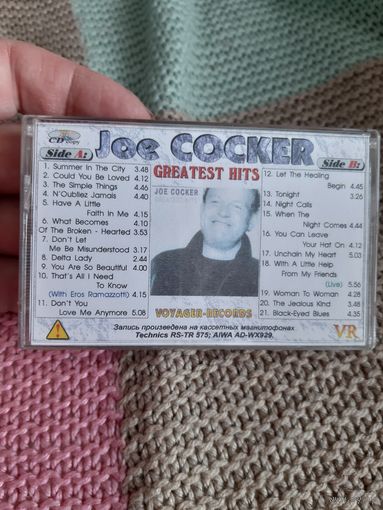 CD copy
Joe COCKER
Side A:
Side B:
GREATEST HITS
JOE COCKER
1. Summer In The City 3.48
2. Could You Be Loved 4.12
3. The Simple Things 4.46
4. N'Oubliez Jamais 4.40
5. Have A Little
Faith in Me 4.15
6. What Becomes
Of The Broken - Hearted 3.53
7. Don't Let
Me Be Misunderstood 3.17
8. Delta Lady 2.44
9. You Are So Beautiful 4.00
10. That's All I Need
To Know
(With Eros Ramazzotti) 4.15
11. Don't You
Love Me Anymore 5.08
12. Let The Healing
Begin 4.45
13. Tonight 3.26
14. Night Calls
15. When The
Night Comes 4.44
16. You Can Leave
Your Hat On 4.12
17. Unchain My Heart 5.03
18. With A Little Help
From My Friends
(Live) 5.56
19. Woman To Woman 4.28
20. The Jealous Kind 3.48
21. Black-Eyed Blues 4.35
VOYAGER-RECORDS
Запись произведена на кассетных магнитофонах
Technics RS-TR 575; AIWA AD-WX929.
VR